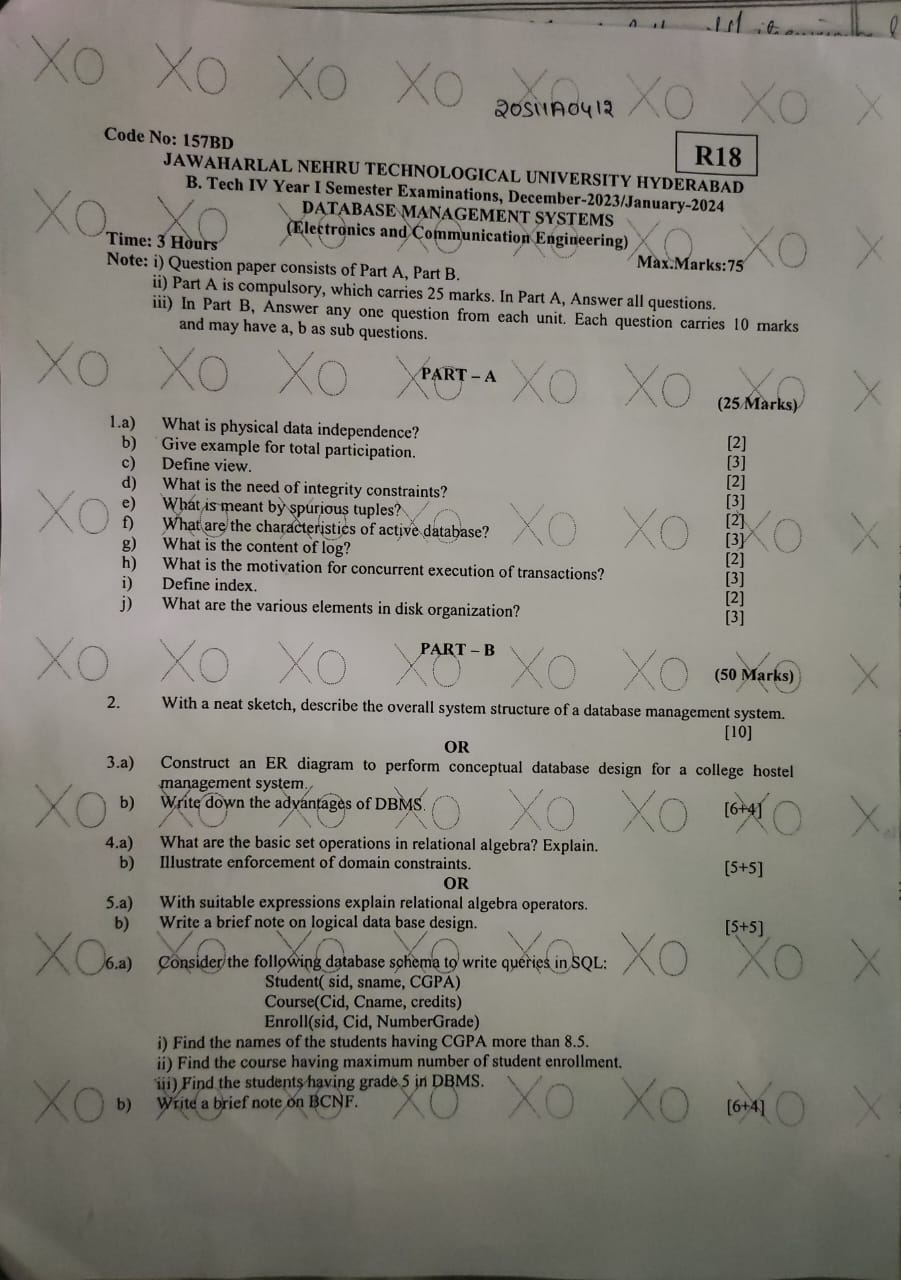 20S11A0412
Code No: 157BD
R18
JAWAHARLAL NEHRU TECHNOLOGICAL UNIVERSITY HYDERABAD
B. Tech IV Year I Semester Examinations, December-2023/January-2024
DATABASE MANAGEMENT SYSTEMS
(Electronics and Communication Engineering)
Time: 3 Hours Max.Marks:75
Note: i) Question paper consists of Part A, Part B.
ii) Part A is compulsory, which carries 25 marks. In Part A, Answer all questions.
iii) In Part B, Answer any one question from each unit. Each question carries 10 marks
and may have a, b as sub questions.
PART – A
(25 Marks)
1.a) What is physical data independence? [2]
b) Give example for total participation. [3]
c) Define view. [2]
d) What is the need of integrity constraints? [3]
e) What is meant by spurious tuples? [2]
f) What are the characteristics of active database? [3]
g) What is the content of log? [2]
h) What is the motivation for concurrent execution of transactions? [3]
i) Define index. [2]
j) What are the various elements in disk organization? [3]
PART – B
(50 Marks)
2. With a neat sketch, describe the overall system structure of a database management system.
[10]
OR
3.a) Construct an ER diagram to perform conceptual database design for a college hostel
management system.
b) Write down the advantages of DBMS. [6+4]
4.a) What are the basic set operations in relational algebra? Explain.
b) Illustrate enforcement of domain constraints. [5+5]
OR
5.a) With suitable expressions explain relational algebra operators.
b) Write a brief note on logical data base design. [5+5]
6.a) Consider the following database schema to write queries in SQL:
Student( sid, sname, CGPA)
Course(Cid, Cname, credits)
Enroll(sid, Cid, NumberGrade)
i) Find the names of the students having CGPA more than 8.5.
ii) Find the course having maximum number of student enrollment.
iii) Find the students having grade 5 in DBMS.
b) Write a brief note on BCNF. [6+4]